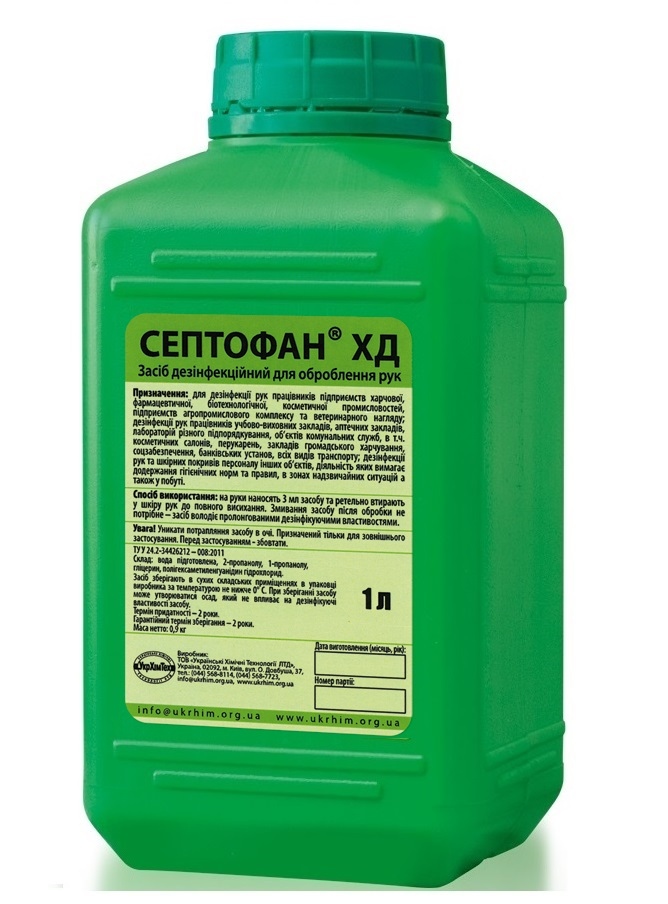 СЕПТОФАН® ХД
Засіб дезінфекційний для оброблення рук
Призначення: для дезінфекції рук працівників підприємств харчової,
фармацевтичної, біотехнологічної, косметичної промисловостей,
підприємств агропромислового комплексу та ветеринарного нагляду;
дезінфекції рук працівників учбово-виховних закладів, аптечних закладів,
лабораторій різного підпорядкування, об'єктів комунальних служб, в т.ч.
косметичних салонів, перукарень, закладів громадського харчування,
соцзабезпечення, банківських установ, всіх видів транспорту; дезінфекції
рук та шкірних покривів персоналу інших об'єктів, діяльність яких вимагає
додержання гігієнічних норм та правил, в зонах надзвичайних ситуацій а
також у побуті.
Спосіб використання: на руки наносять 3 мл засобу та ретельно втирають
у шкіру рук до повного висихання. Змивання засобу після обробки не
потрібне – засіб володіє пролонгованими дезінфікуючими властивостями.
Увага! Уникати потрапляння засобу в очі. Призначений тільки для зовнішнього
застосування. Перед застосуванням - збовтати.
ТУ У 24.2-34426212 – 008:2011
Склад: вода підготовлена, 2-пропанолу, 1-пропанолу,
гліцерин, полігексаметиленгуанідин гідрохлорид.
Засіб зберігають в сухих складських приміщеннях в упаковці
виробника за температурою не нижче 0° С. При зберіганні засобу
може утворюватися осад, який не впливає на дезінфікуючі
властивості засобу.
Термін придатності – 2 роки.
Гарантійний термін зберігання – 2 роки.
Маса нетто: 0,9 кг
1 л
УкрХімТех
Виробник:
ТОВ «Українські Хімічні Технології ЛТД»,
Україна, 02092, м. Київ, вул. О. Довбуша, 37,
тел.: (044) 568-8114, (044) 568-7723,
info@ukrhim.org.ua, www.ukrhim.org.ua
Дата виготовлення (місяць, рік):
Номер партії:
info@ukrhim.org.ua www.ukrhim.org.ua